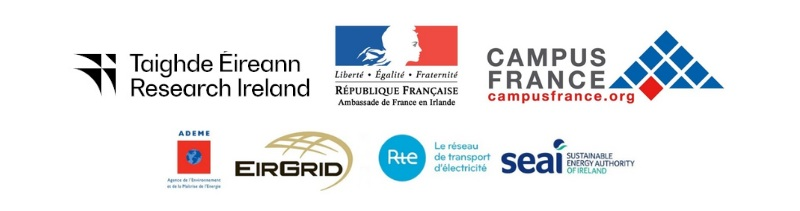 Taighde Éireann
Research Ireland
Liberté • Égalité • Fraternité
RÉPUBLIQUE FRANÇAISE
Ambassade de France en Irlande
CAMPUS
FRANCE
campusfrance.org
ADEME
Agence de l'Environnement
et de la Maîtrise de l'Energie
EIRGRID
Rte
Le réseau
de transport
d'électricité
seai
SUSTAINABLE
ENERGY AUTHORITY
OF IRELAND